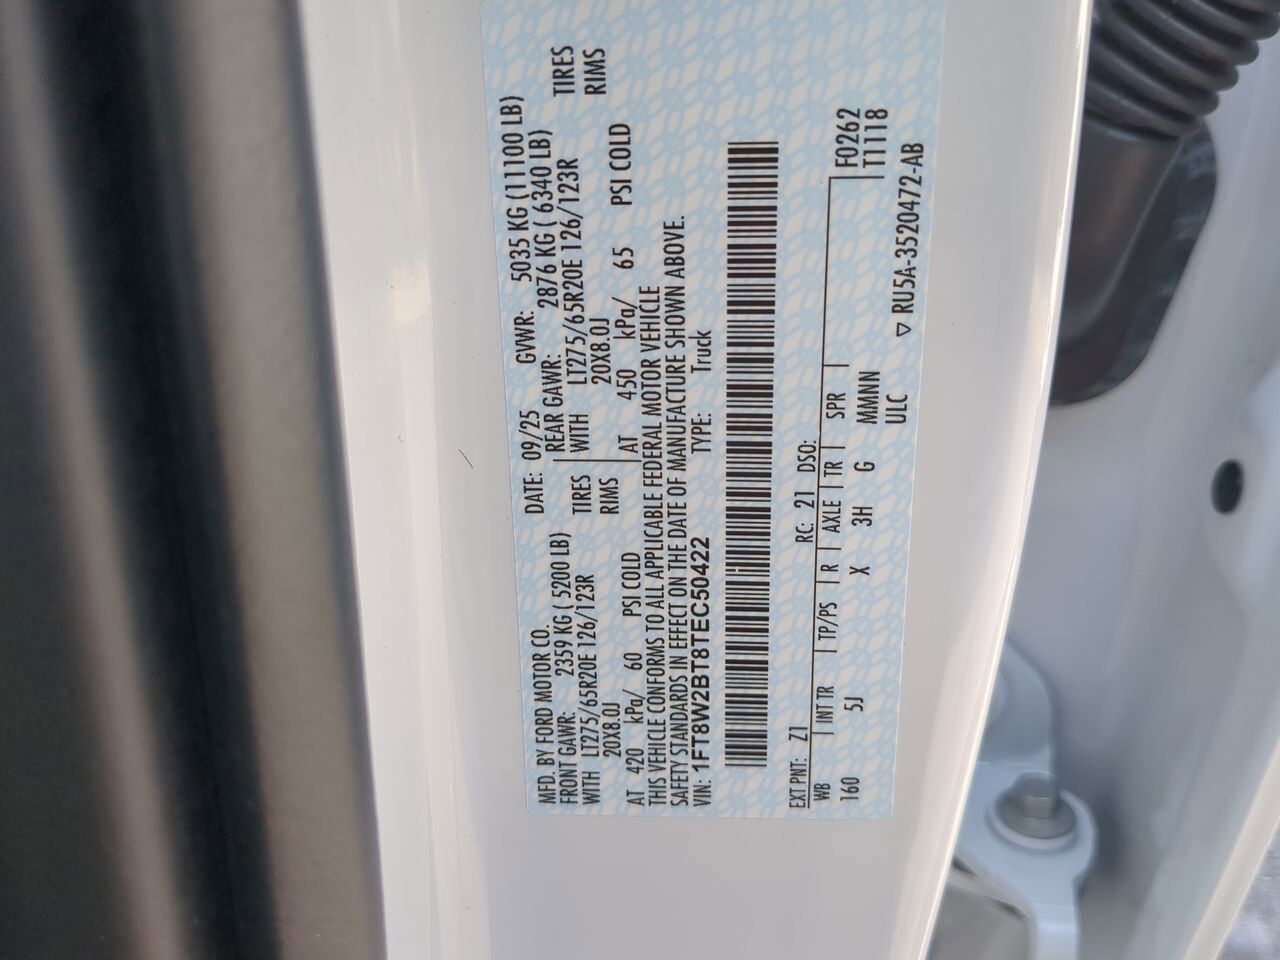 MFD. BY FORD MOTOR CO.
DATE: 09/25 GVWR: 5035 KG (11100 LB)
FRONT GAWR: 2359 KG ( 5200 LB) REAR GAWR: 2876 KG ( 6340 LB)
WITH LT275/65R20E 126/123R TIRES WITH LT275/65R20E 126/123R TIRES
20X8.0J RIMS 20X8.0J RIMS
AT 420 kPa/ 60 PSI COLD AT 450 kPa/ 65 PSI COLD
THIS VEHICLE CONFORMS TO ALL APPLICABLE FEDERAL MOTOR VEHICLE
SAFETY STANDARDS IN EFFECT ON THE DATE OF MANUFACTURE SHOWN ABOVE.
VIN: 1FT8W2BT8TEC50422 TYPE: Truck
EXT PNT: Z1 RC: 21 DSO:
WB INT TR TP/PS R AXLE TR SPR F0262
160 5J X 3H G MMNN T1118
ULC
▽ RU5A-3520472-AB